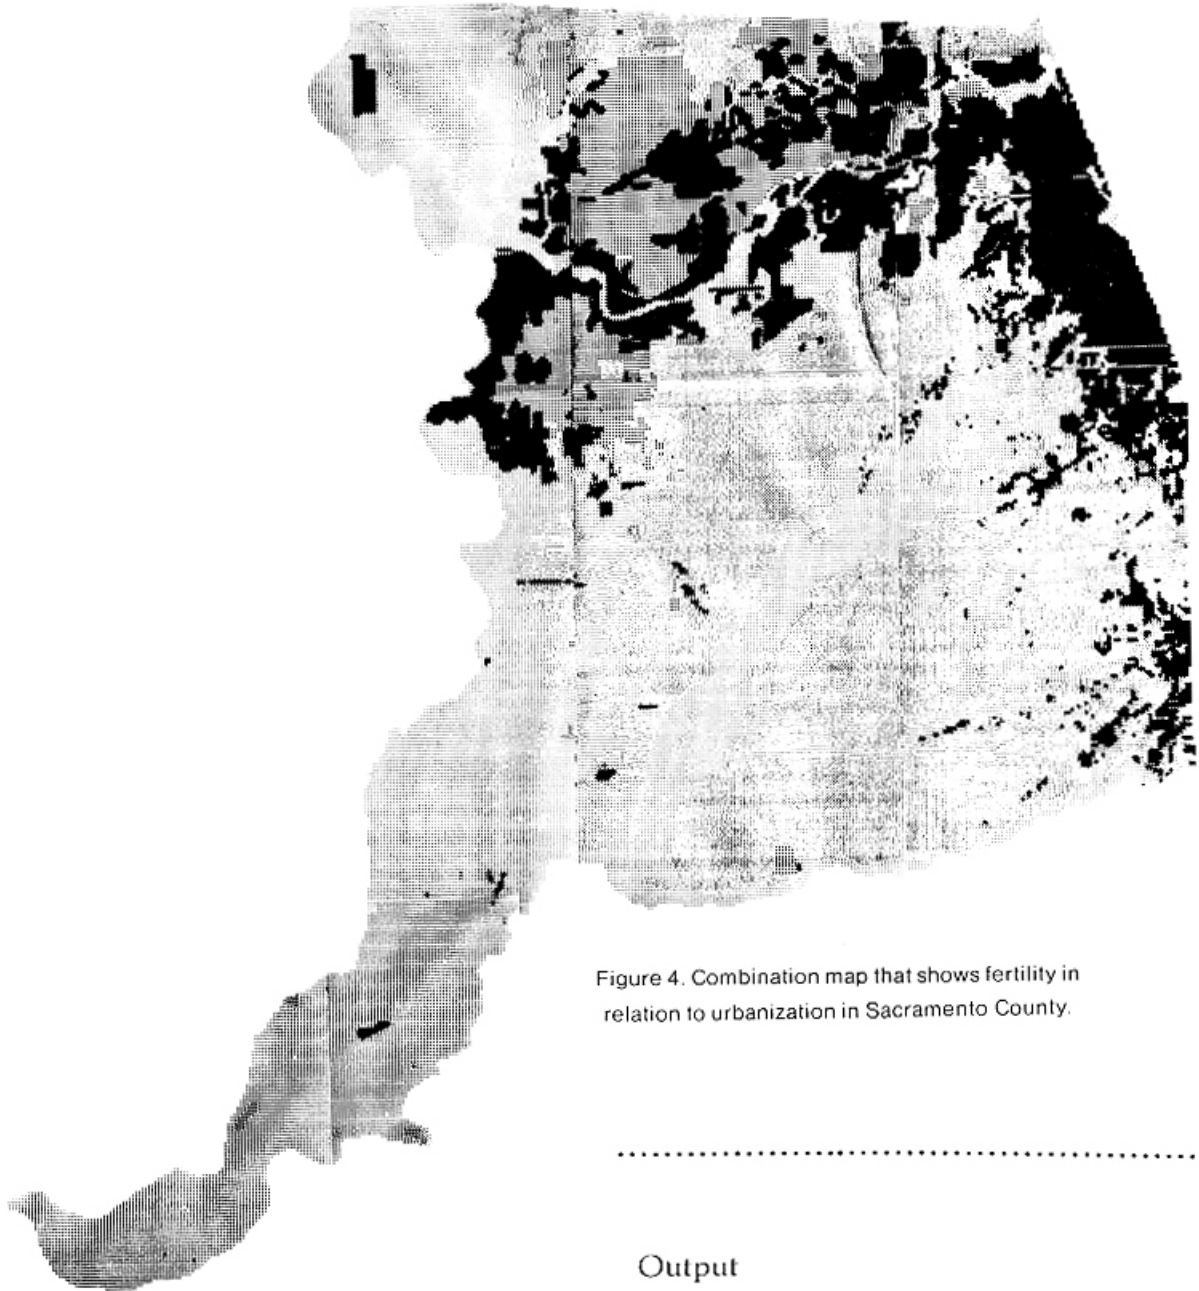 Figure 4. Combination map that shows fertility in
relation to urbanization in Sacramento County.
Output